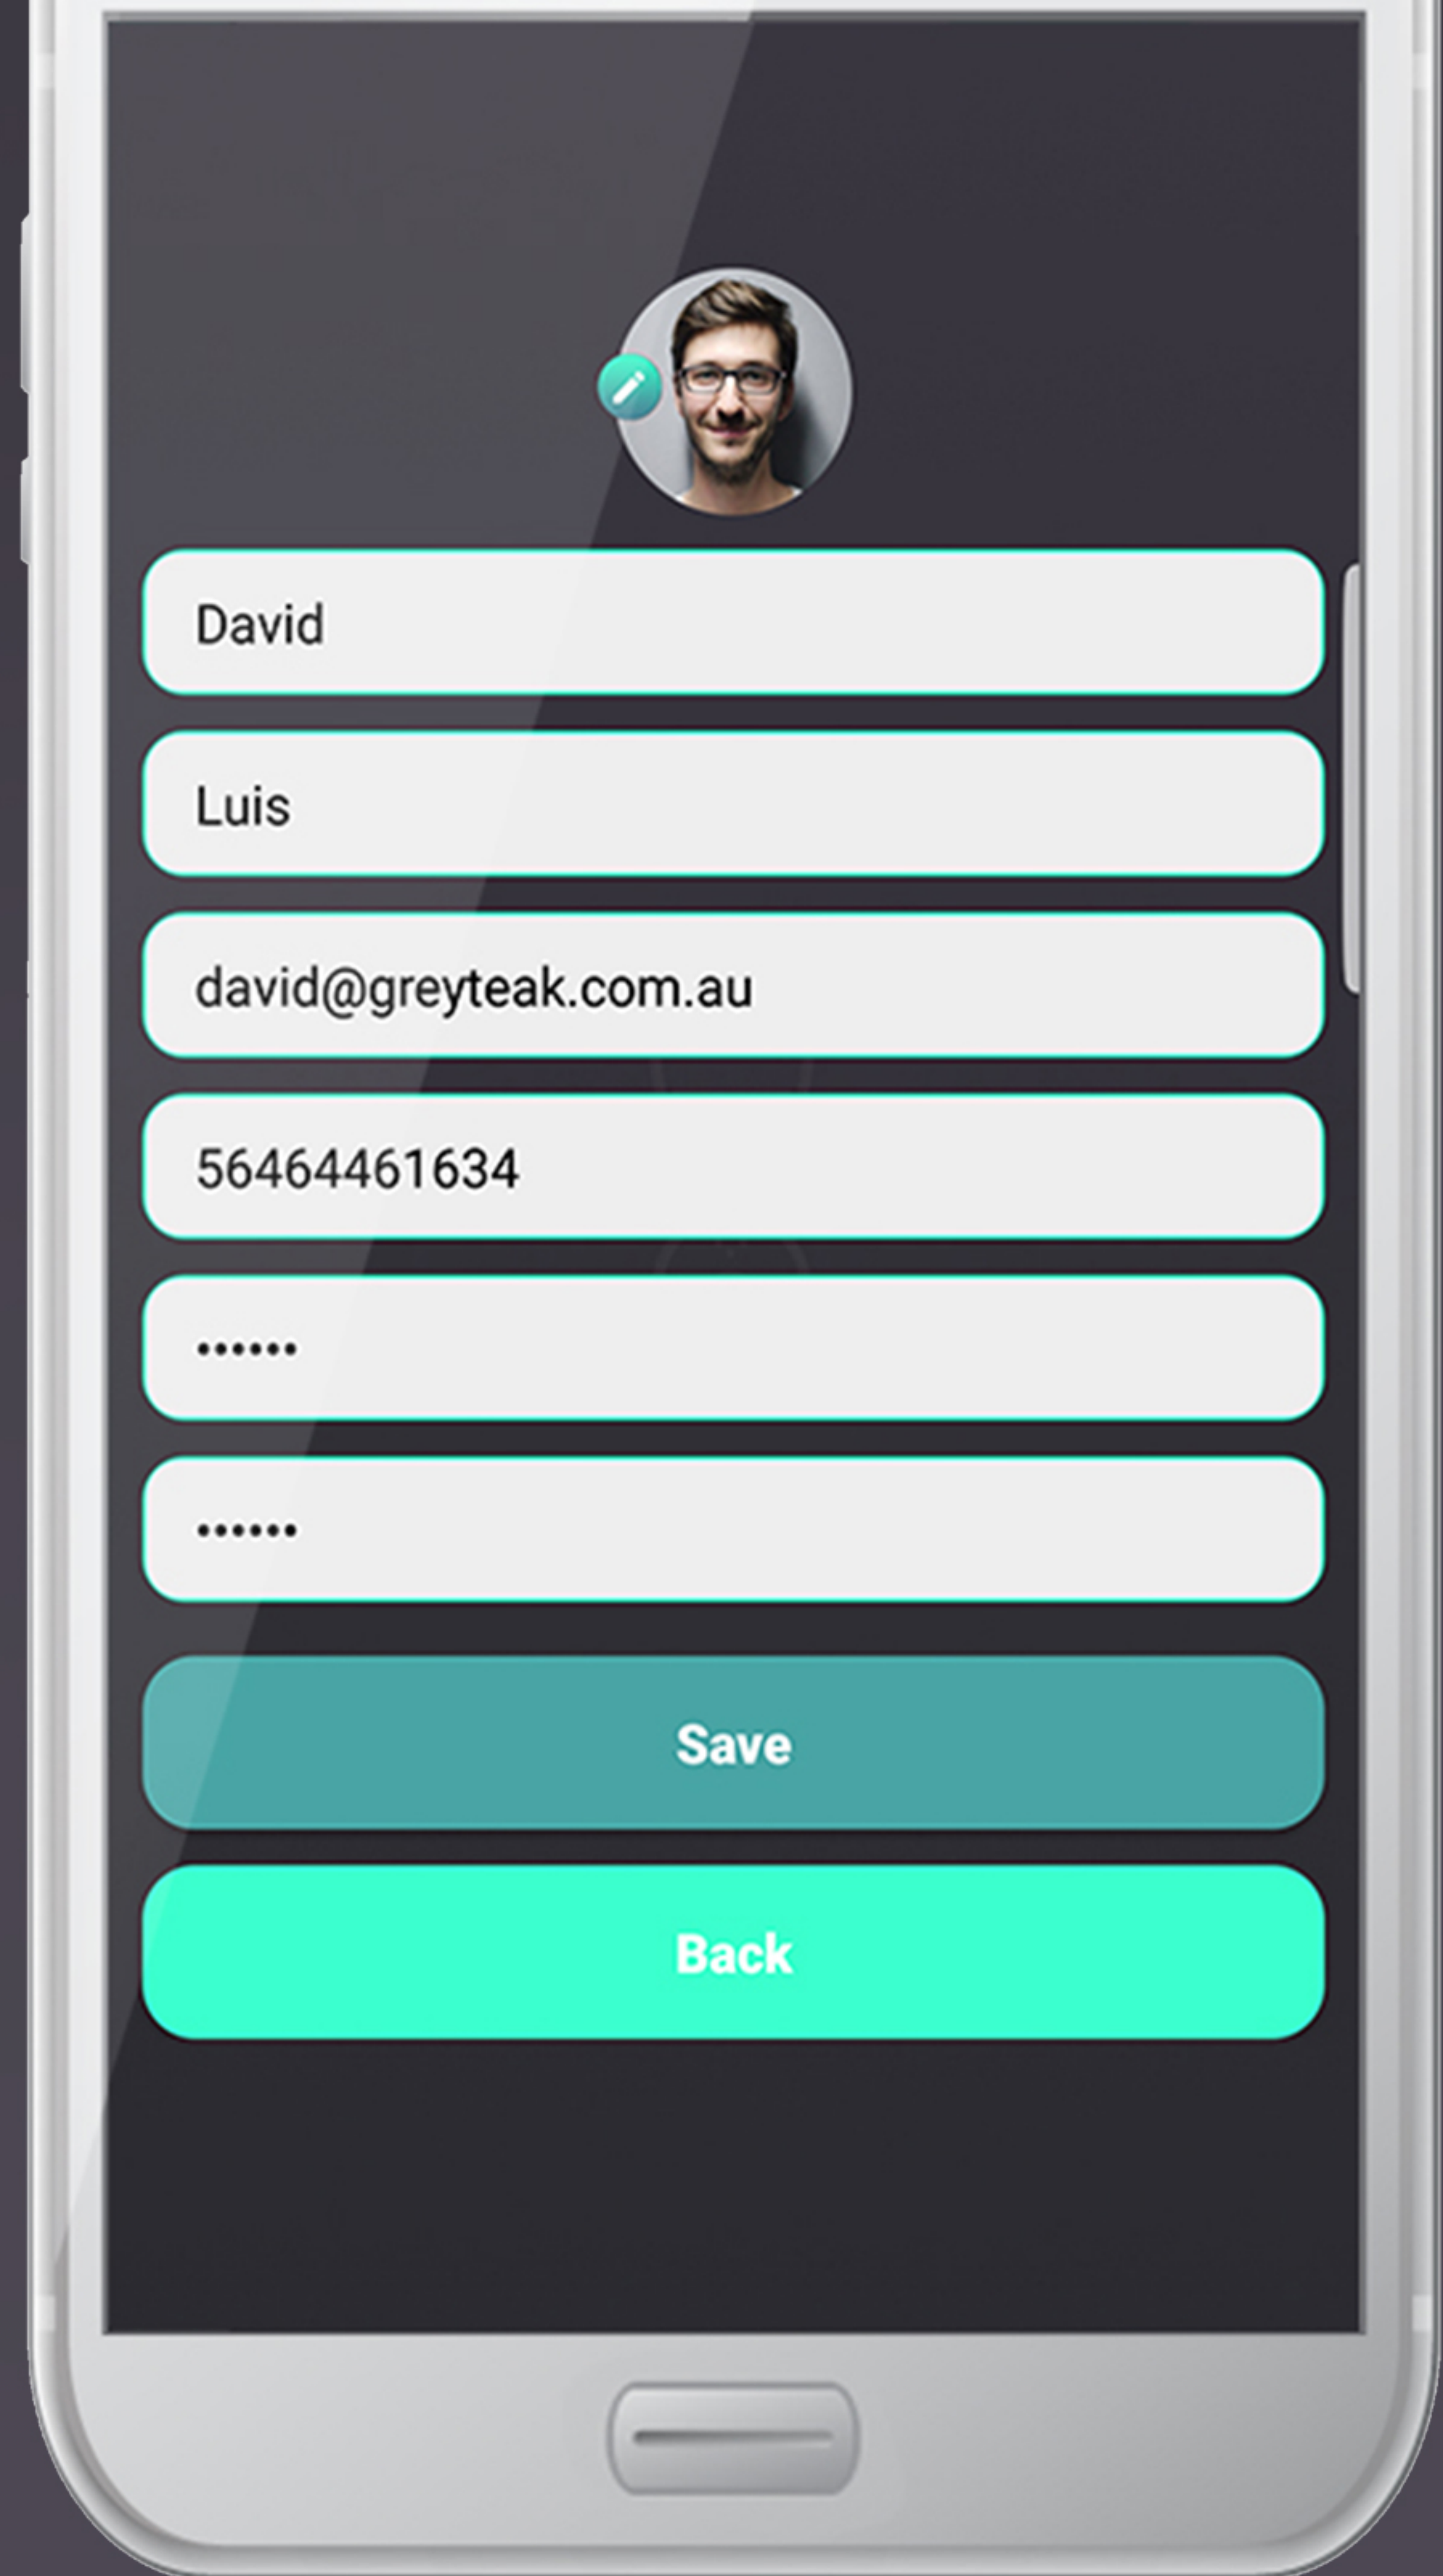 David
Luis
david@greyteak.com.au
56464461634
••••••
••••••
Save
Back